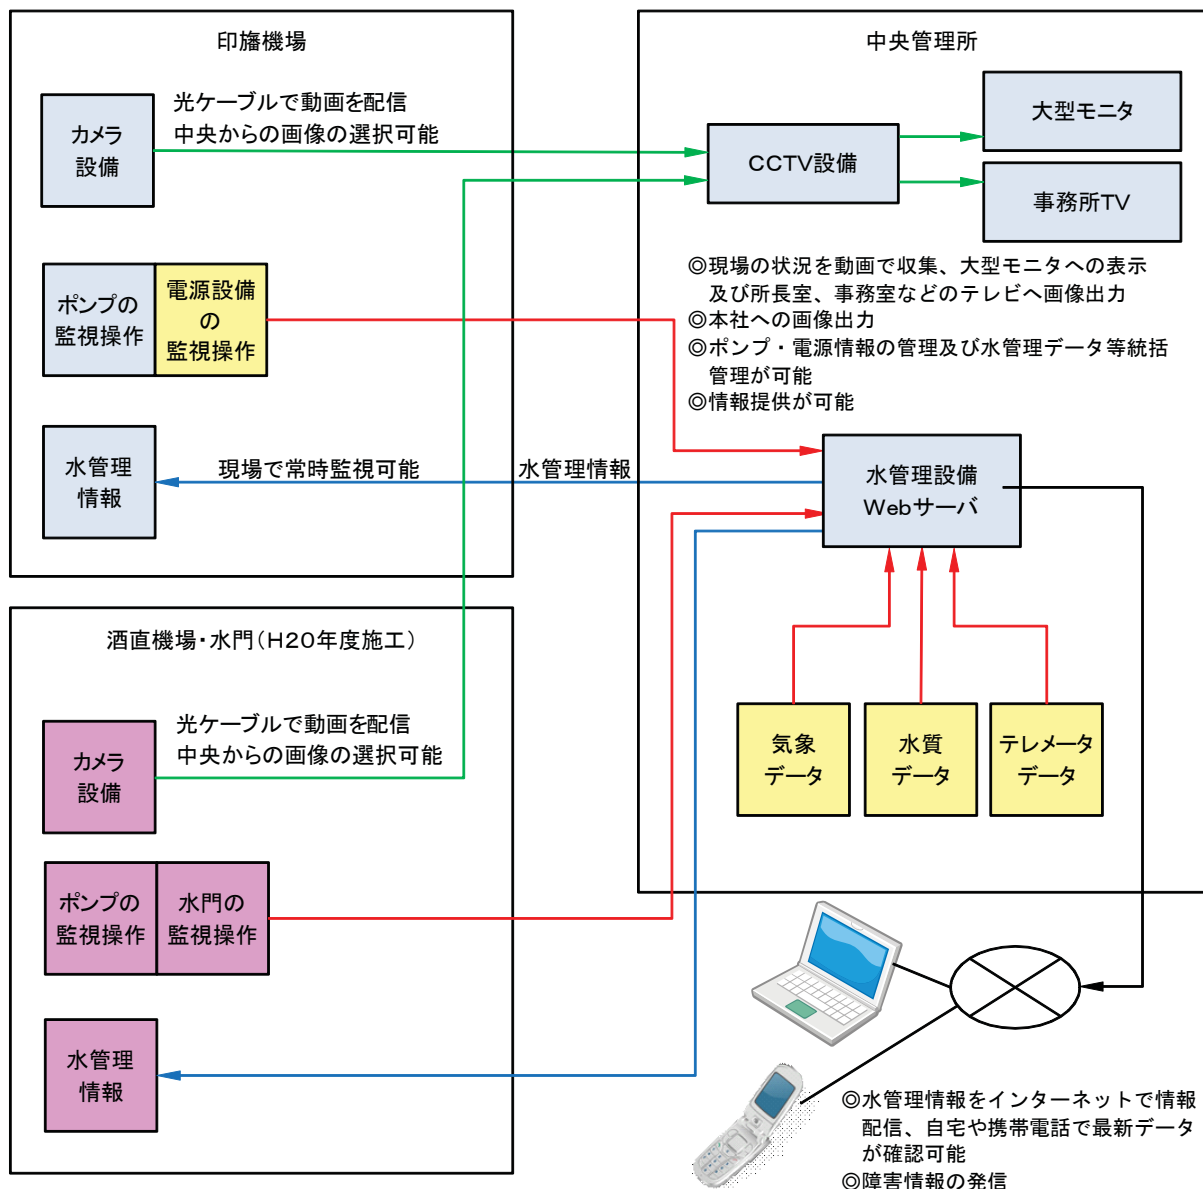 印旛機場
カメラ
設備
光ケーブルで動画を配信
中央からの画像の選択可能
ポンプの
監視操作
電源設備
の
監視操作
水管理
情報
現場で常時監視可能
水管理情報
酒直機場・水門(H20年度施工)
カメラ
設備
光ケーブルで動画を配信
中央からの画像の選択可能
ポンプの
監視操作
水門の
監視操作
水管理
情報
中央管理所
CCTV設備
大型モニタ
事務所TV
◎現場の状況を動画で収集、大型モニタへの表示
及び所長室、事務室などのテレビへ画像出力
◎本社への画像出力
◎ポンプ・電源情報の管理及び水管理データ等統括
管理が可能
◎情報提供が可能
水管理設備
Webサーバ
気象
データ
水質
データ
テレメータ
データ
◎水管理情報をインターネットで情報
配信、自宅や携帯電話で最新データ
が確認可能
◎障害情報の発信